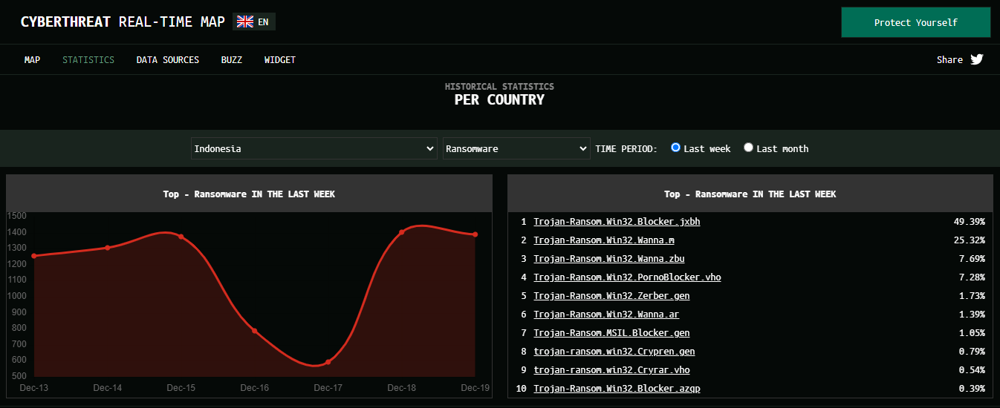 CYBERTHREAT REAL-TIME MAP EN
Protect Yourself
MAP STATISTICS DATA SOURCES BUZZ WIDGET
Share
HISTORICAL STATISTICS
PER COUNTRY
Indonesia Ransomware TIME PERIOD: Last week Last month
Top - Ransomware IN THE LAST WEEK
1500
1400
1300
1200
1100
1000
900
800
700
600
500
Dec-13 Dec-14 Dec-15 Dec-16 Dec-17 Dec-18 Dec-19
Top - Ransomware IN THE LAST WEEK
1 Trojan-Ransom.Win32.Blocker.jxbh 49.39%
2 Trojan-Ransom.Win32.Wanna.m 25.32%
3 Trojan-Ransom.Win32.Wanna.zbu 7.69%
4 Trojan-Ransom.Win32.PornoBlocker.vho 7.28%
5 Trojan-Ransom.Win32.Zerber.gen 1.73%
6 Trojan-Ransom.Win32.Wanna.ar 1.39%
7 Trojan-Ransom.MSIL.Blocker.gen 1.05%
8 trojan-ransom.win32.Crypren.gen 0.79%
9 trojan-ransom.win32.Cryrar.vho 0.54%
10 Trojan-Ransom.Win32.Blocker.azqp 0.39%